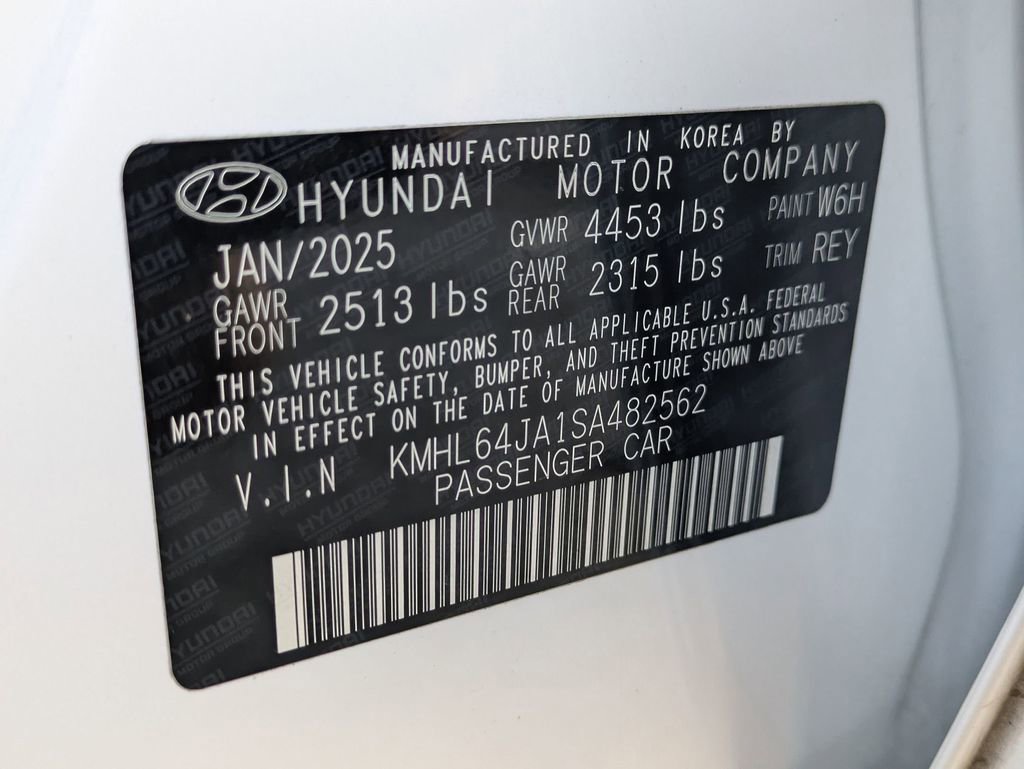 MANUFACTURED IN KOREA BY
HYUNDAI MOTOR COMPANY
JAN/2025 GVWR 4453 lbs PAINT W6H
GAWR FRONT 2513 lbs GAWR REAR 2315 lbs TRIM REY
THIS VEHICLE CONFORMS TO ALL APPLICABLE U.S.A. FEDERAL
MOTOR VEHICLE SAFETY, BUMPER, AND THEFT PREVENTION STANDARDS
IN EFFECT ON THE DATE OF MANUFACTURE SHOWN ABOVE
V.I.N KMHL64JA1SA482562
PASSENGER CAR